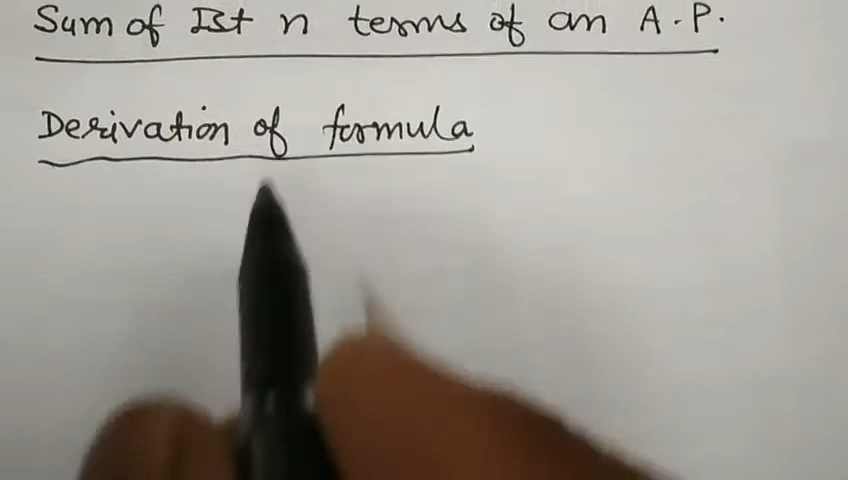 Sum of Ist n terms of an A.P.
Derivation of formula